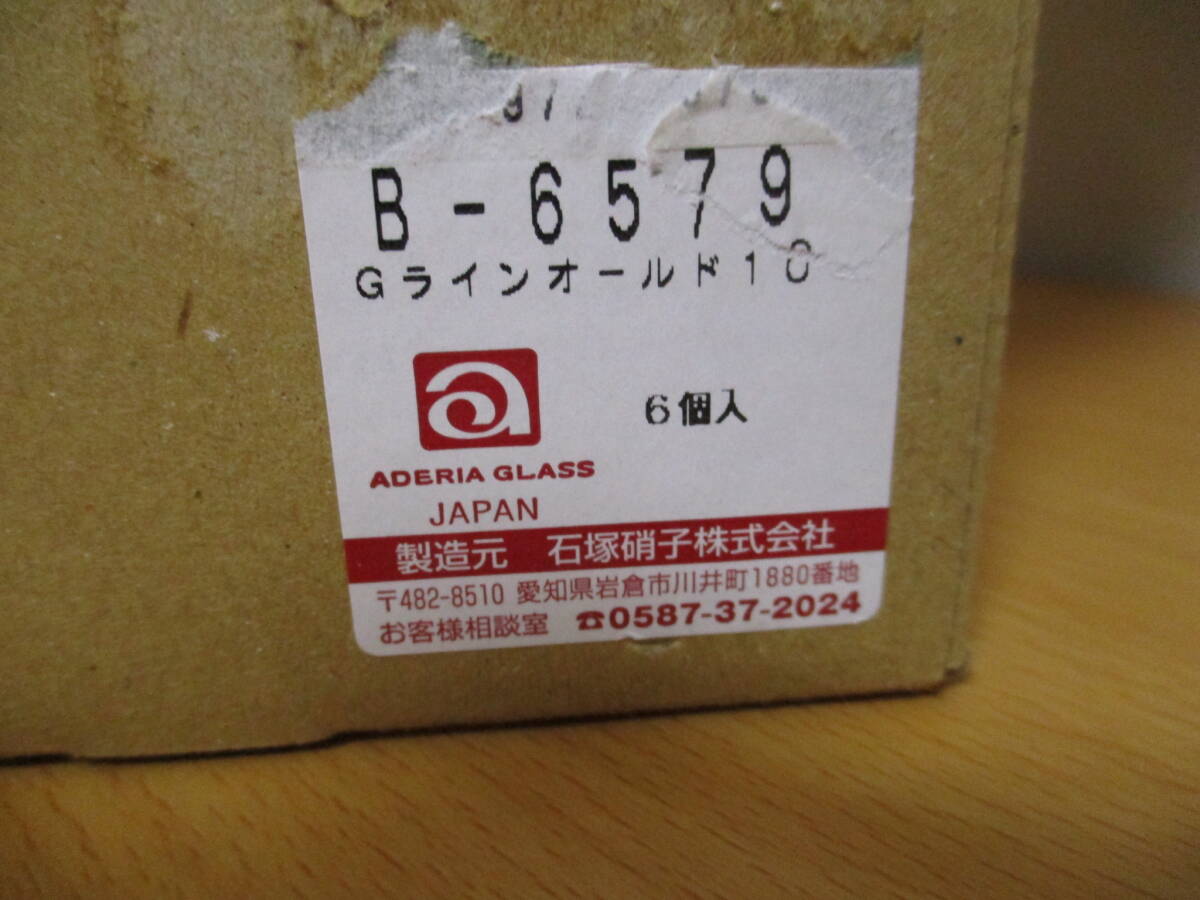 B-6579
Gラインオールド10
6個入
ADERIA GLASS
JAPAN
製造元 石塚硝子株式会社
〒482-8510 愛知県岩倉市川井町1880番地
お客様相談室 ☎0587-37-2024